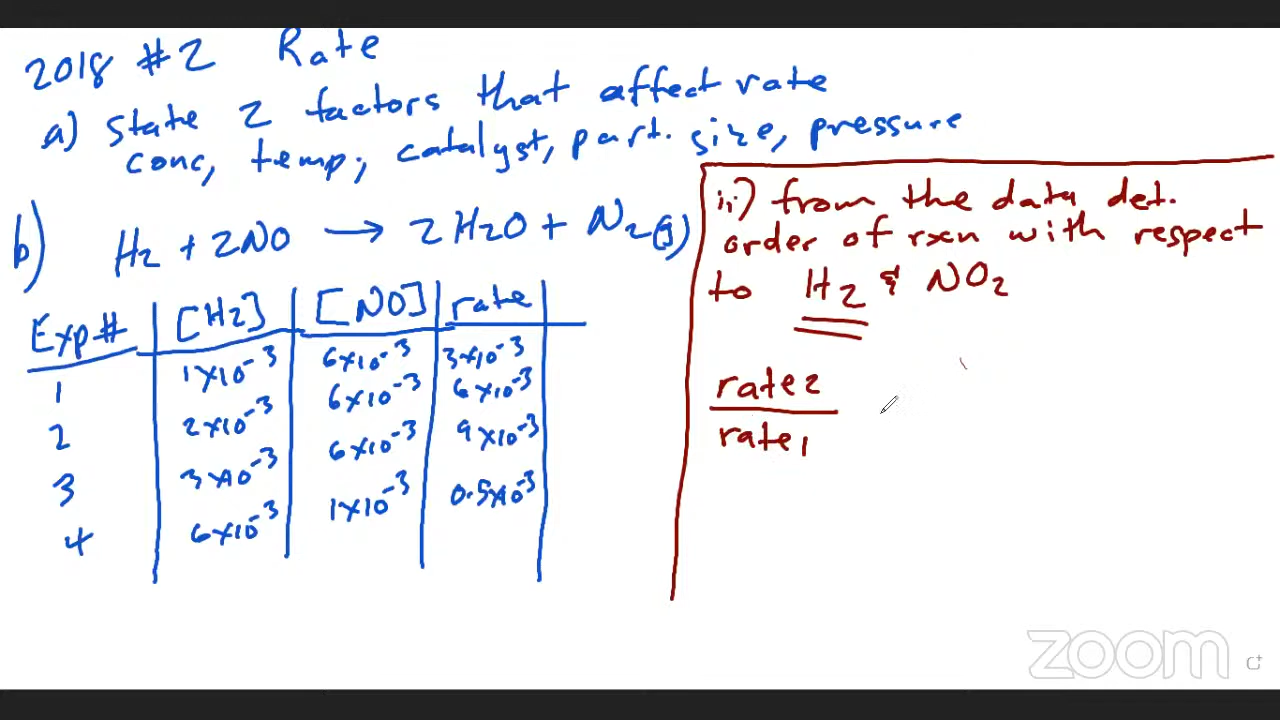 2018 #2 Rate
a) State 2 factors that affect rate
conc, temp, catalyst, part. size, pressure
b) H2 + 2NO → 2H2O + N2(g)
Exp# [H2] [NO] rate
1 1x10^-3 6x10^-3 3x10^-3
2 2x10^-3 6x10^-3 6x10^-3
3 3x10^-3 6x10^-3 9x10^-3
4 6x10^-3 1x10^-3 0.5x10^-3
ii) from the data det.
order of rxn with respect
to H2 & NO2
rate2
rate1
zoom